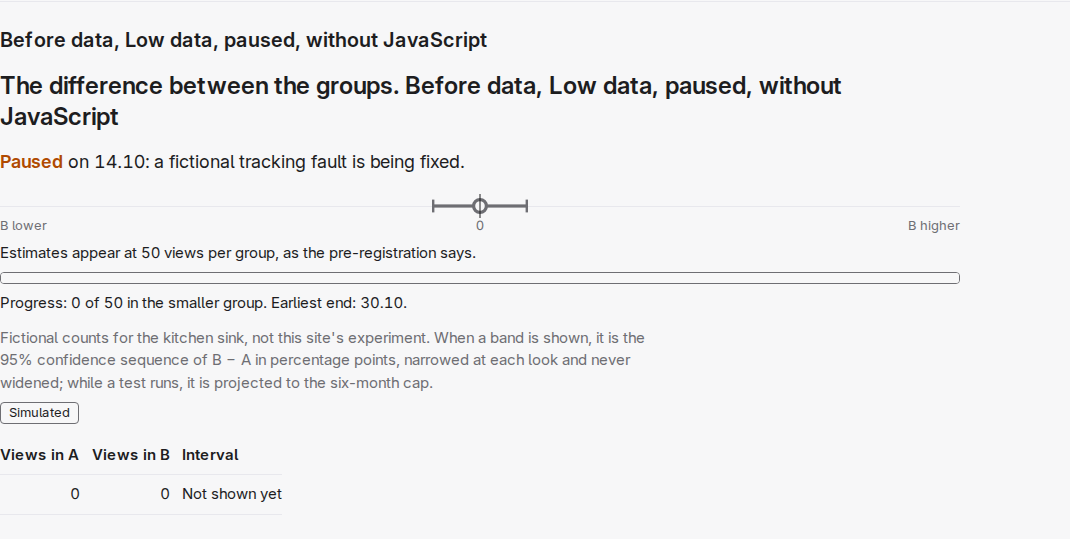 Before data, Low data, paused, without JavaScript
The difference between the groups. Before data, Low data, paused, without
JavaScript
Paused on 14.10: a fictional tracking fault is being fixed.
B lower 0 B higher
Estimates appear at 50 views per group, as the pre-registration says.
Progress: 0 of 50 in the smaller group. Earliest end: 30.10.
Fictional counts for the kitchen sink, not this site's experiment. When a band is shown, it is the
95% confidence sequence of B − A in percentage points, narrowed at each look and never
widened; while a test runs, it is projected to the six-month cap.
Simulated
Views in A Views in B Interval
0 0 Not shown yet